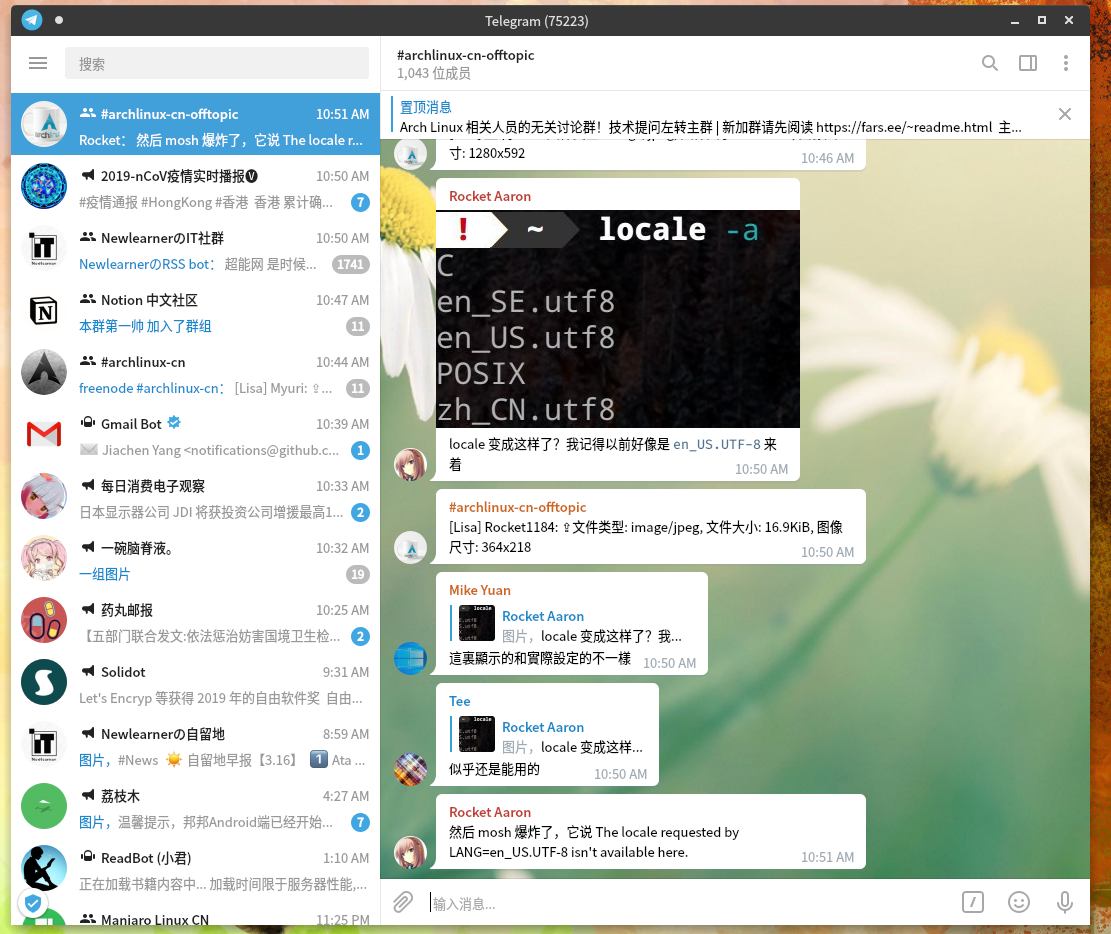 Telegram (75223)
搜索
#archlinux-cn-offtopic 10:51 AM
Rocket： 然后 mosh 爆炸了，它说 The locale r...
2019-nCoV疫情实时播报🅥 10:50 AM
#疫情通报 #HongKong #香港 香港 累计确... 7
NewlearnerのIT社群 10:50 AM
NewlearnerのRSS bot： 超能网 是时候... 1741
Notion 中文社区 10:47 AM
本群第一帅 加入了群组 11
#archlinux-cn 10:44 AM
freenode #archlinux-cn： [Lisa] Myuri: ⇪... 11
Gmail Bot 10:39 AM
Jiachen Yang <notifications@github.c... 1
每日消费电子观察 10:33 AM
日本显示器公司 JDI 将获投资公司增援最高1... 2
一碗脑脊液。 10:32 AM
一组图片 19
药丸邮报 10:25 AM
【五部门联合发文:依法惩治妨害国境卫生检... 2
Solidot 9:31 AM
Let's Encryp 等获得 2019 年的自由软件奖 自由...
Newlearnerの自留地 8:59 AM
图片，#News ☀️ 自留地早报【3.16】 1️⃣ Ata ...
荔枝木 4:27 AM
图片，温馨提示，邦邦Android端已经开始... 7
ReadBot (小君) 1:10 AM
正在加载书籍内容中... 加载时间限于服务器性能,...
Manjaro Linux CN 11:25 PM
#archlinux-cn-offtopic
1,043 位成员
置顶消息
Arch Linux 相关人员的无关讨论群！技术提问左转主群 | 新加群请先阅读 https://fars.ee/~readme.html 主...
寸: 1280x592 10:46 AM
Rocket Aaron
! ~ locale -a
C
en_SE.utf8
en_US.utf8
POSIX
zh_CN.utf8
locale 变成这样了？我记得以前好像是 en_US.UTF-8 来
着 10:50 AM
#archlinux-cn-offtopic
[Lisa] Rocket1184: ⇪文件类型: image/jpeg, 文件大小: 16.9KiB, 图像
尺寸: 364x218 10:50 AM
Mike Yuan
Rocket Aaron
图片，locale 变成这样了？我...
這裏顯示的和實際設定的不一樣 10:50 AM
Tee
Rocket Aaron
图片，locale 变成这样...
似乎还是能用的 10:50 AM
Rocket Aaron
然后 mosh 爆炸了，它说 The locale requested by
LANG=en_US.UTF-8 isn't available here. 10:51 AM
输入消息...